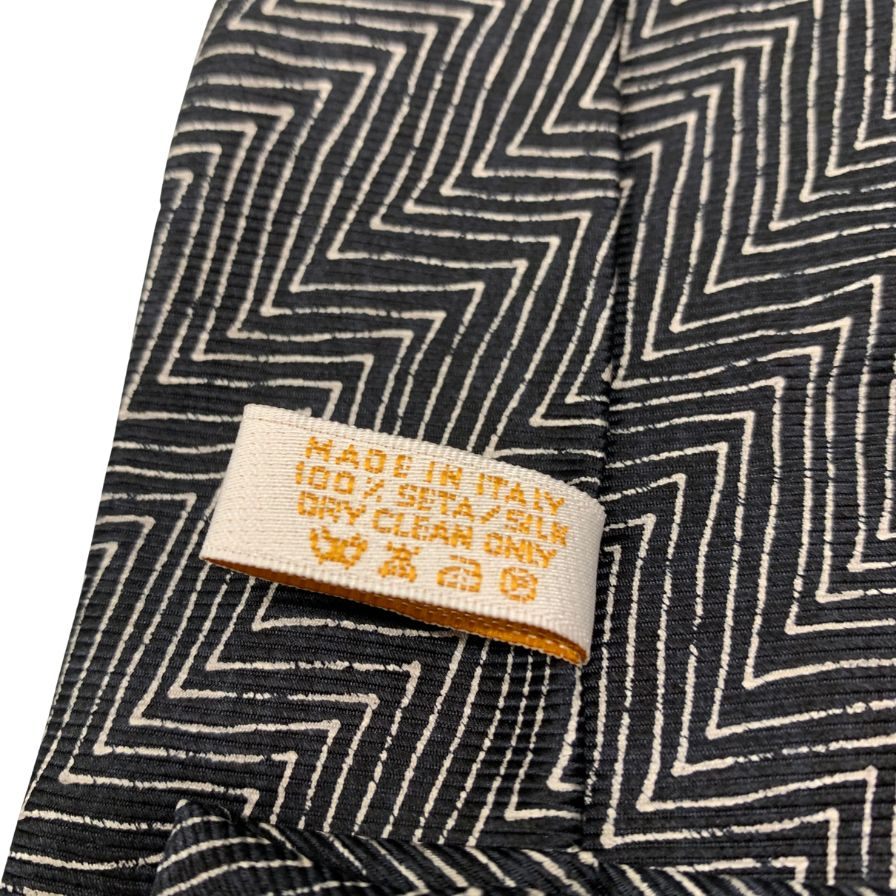 MADE IN ITALY
100% SETA/SILK
DRY CLEAN ONLY